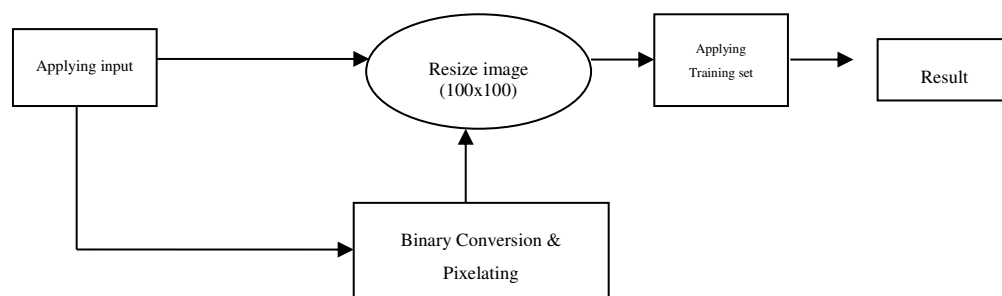 Applying input
Resize image
(100x100)
Applying
Training set
Result
Binary Conversion &
Pixelating